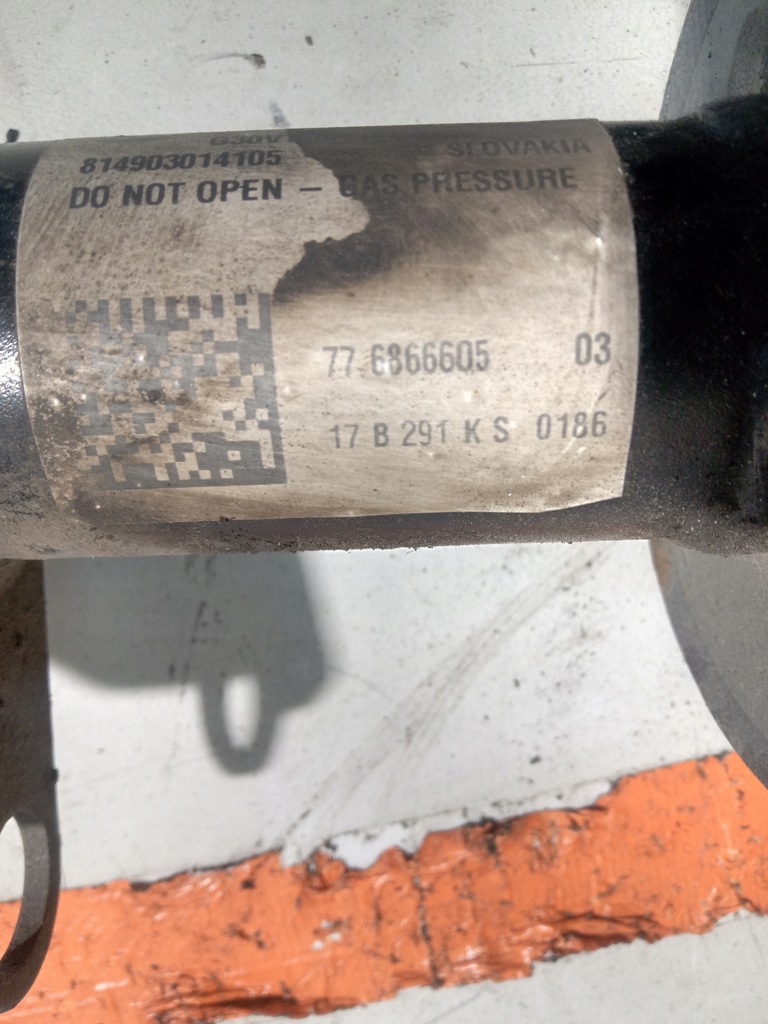 G30V SLOVAKIA
814903014105
DO NOT OPEN – GAS PRESSURE
77 6866605 03
17 B 291 K S 0186